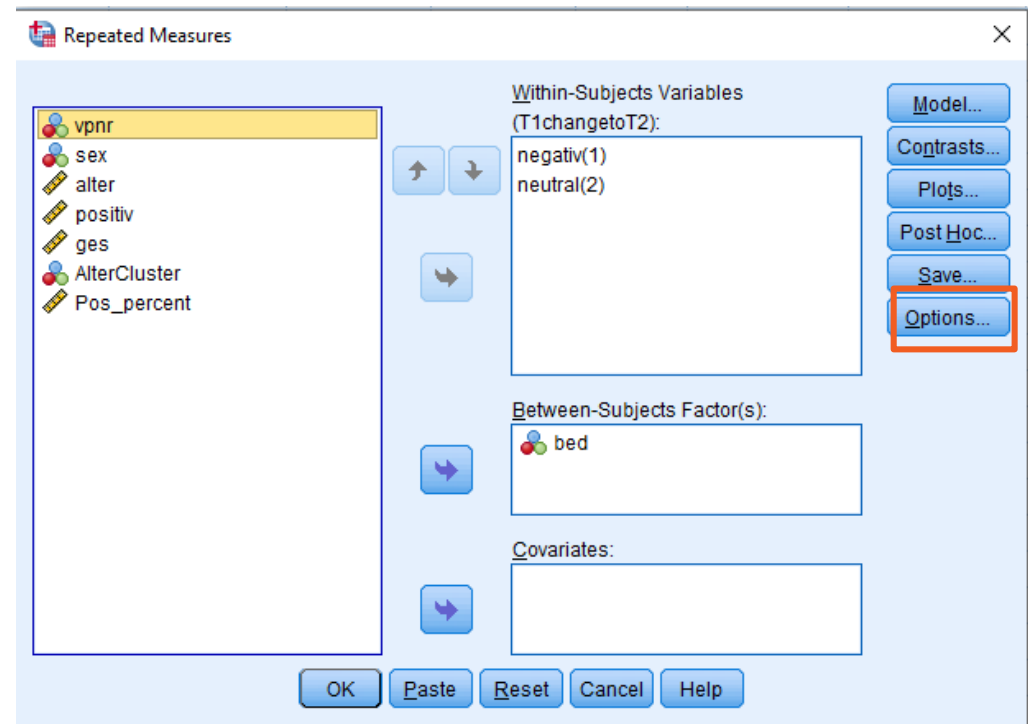 Repeated Measures
vpnr
sex
alter
positiv
ges
AlterCluster
Pos_percent
Within-Subjects Variables
(T1changetoT2):
negativ(1)
neutral(2)
Between-Subjects Factor(s):
bed
Covariates:
Model...
Contrasts...
Plots...
Post Hoc...
Save...
Options...
OK Paste Reset Cancel Help